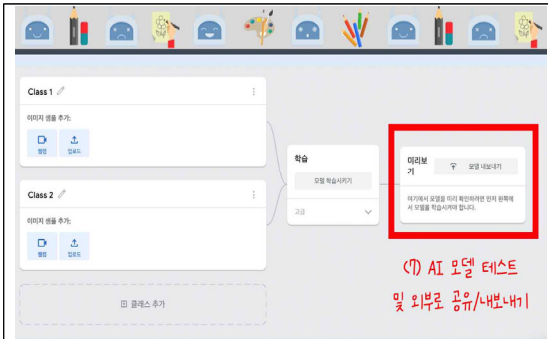 Class 1
이미지 샘플 추가:
웹캠
업로드
Class 2
이미지 샘플 추가:
웹캠
업로드
클래스 추가
학습
모델 학습시키기
고급
미리보
기
모델 내보내기
여기에서 모델을 미리 확인하려면 먼저 왼쪽에
서 모델을 학습시켜야 합니다.
(7) AI 모델 테스트
및 외부로 공유/내보내기